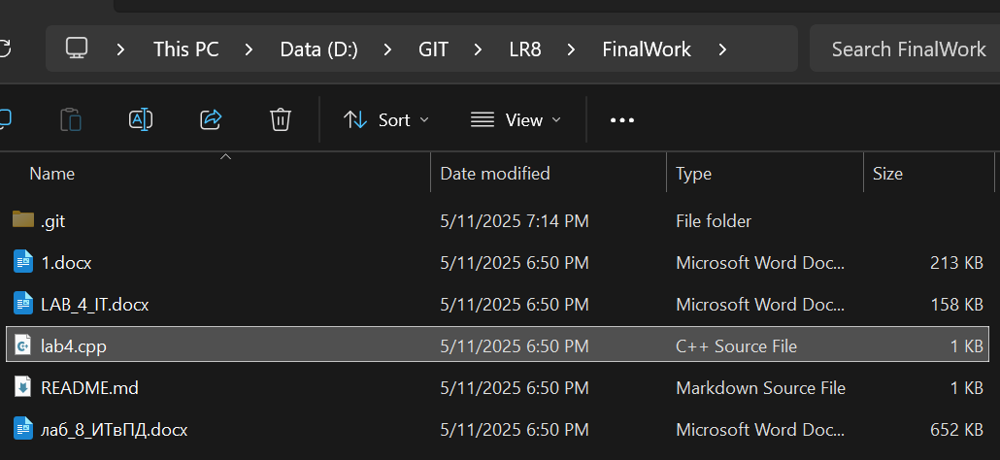 This PC > Data (D:) > GIT > LR8 > FinalWork > Search FinalWork
Sort View
Name Date modified Type Size
.git 5/11/2025 7:14 PM File folder
1.docx 5/11/2025 6:50 PM Microsoft Word Doc... 213 KB
LAB_4_IT.docx 5/11/2025 6:50 PM Microsoft Word Doc... 158 KB
lab4.cpp 5/11/2025 6:50 PM C++ Source File 1 KB
README.md 5/11/2025 6:50 PM Markdown Source File 1 KB
лаб_8_ИТвПД.docx 5/11/2025 6:50 PM Microsoft Word Doc... 652 KB